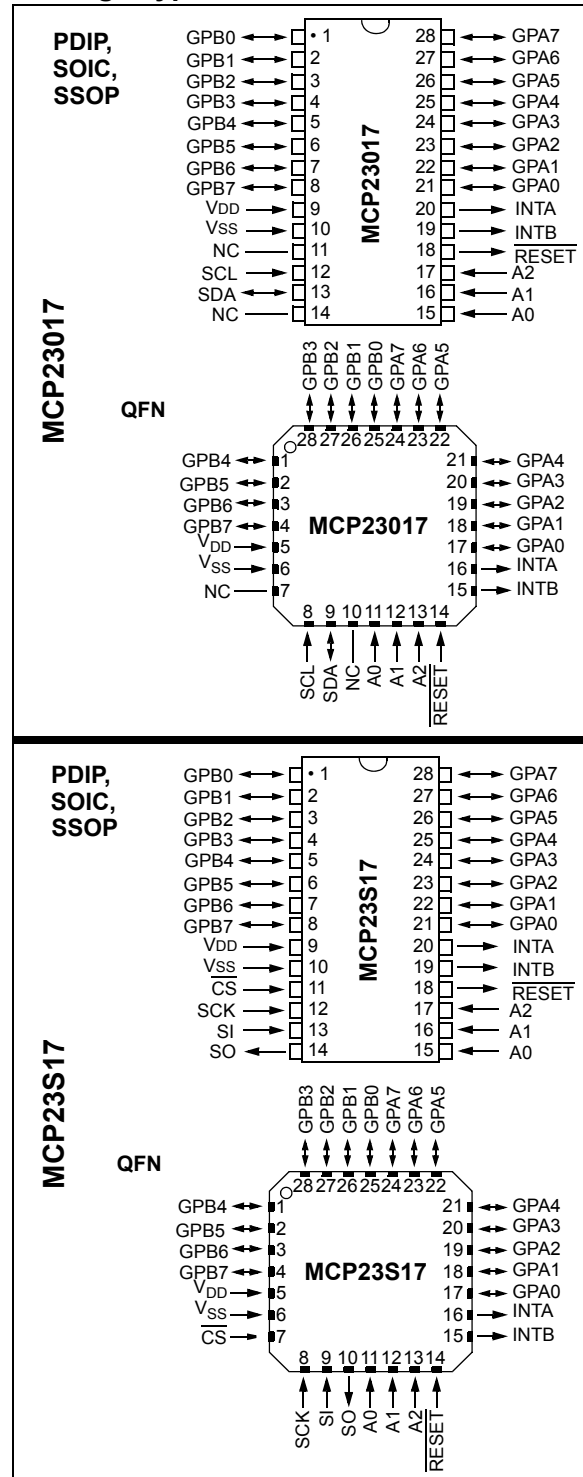 PDIP,
SOIC,
SSOP
MCP23017
GPB0 1 28 GPA7
GPB1 2 27 GPA6
GPB2 3 26 GPA5
GPB3 4 25 GPA4
GPB4 5 24 GPA3
GPB5 6 23 GPA2
GPB6 7 22 GPA1
GPB7 8 21 GPA0
VDD 9 20 INTA
VSS 10 19 INTB
NC 11 18 RESET
SCL 12 17 A2
SDA 13 16 A1
NC 14 15 A0
MCP23017
QFN
GPB3 GPB2 GPB1 GPB0 GPA7 GPA6 GPA5
28 27 26 25 24 23 22
GPB4 1 21 GPA4
GPB5 2 20 GPA3
GPB6 3 19 GPA2
GPB7 4 18 GPA1
VDD 5 17 GPA0
VSS 6 16 INTA
NC 7 15 INTB
MCP23017
8 9 10 11 12 13 14
SCL SDA NC A0 A1 A2 RESET
PDIP,
SOIC,
SSOP
MCP23S17
GPB0 1 28 GPA7
GPB1 2 27 GPA6
GPB2 3 26 GPA5
GPB3 4 25 GPA4
GPB4 5 24 GPA3
GPB5 6 23 GPA2
GPB6 7 22 GPA1
GPB7 8 21 GPA0
VDD 9 20 INTA
VSS 10 19 INTB
CS 11 18 RESET
SCK 12 17 A2
SI 13 16 A1
SO 14 15 A0
MCP23S17
QFN
GPB3 GPB2 GPB1 GPB0 GPA7 GPA6 GPA5
28 27 26 25 24 23 22
GPB4 1 21 GPA4
GPB5 2 20 GPA3
GPB6 3 19 GPA2
GPB7 4 18 GPA1
VDD 5 17 GPA0
VSS 6 16 INTA
CS 7 15 INTB
MCP23S17
8 9 10 11 12 13 14
SCK SI SO A0 A1 A2 RESET